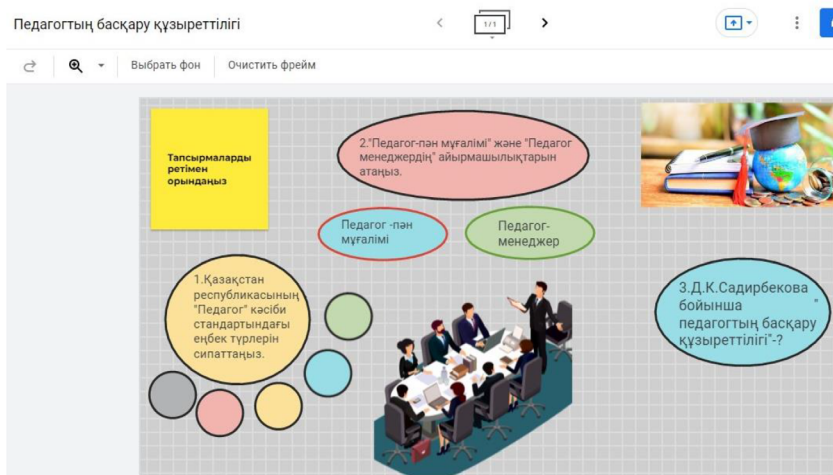 Педагогтың басқару құзыреттілігі
1/1
Выбрать фон
Очистить фрейм
Тапсырмаларды
ретімен
орындаңыз
2."Педагог-пән мұғалімі" және "Педагог
менеджердің" айырмашылықтарын
атаңыз.
Педагог -пән
мұғалімі
Педагог-
менеджер
1.Қазақстан
республикасының
"Педагог" кәсіби
стандартындағы
еңбек түрлерін
сипаттаңыз.
3.Д.К.Садирбекова
бойынша "
педагогтың басқару
құзыреттілігі"-?